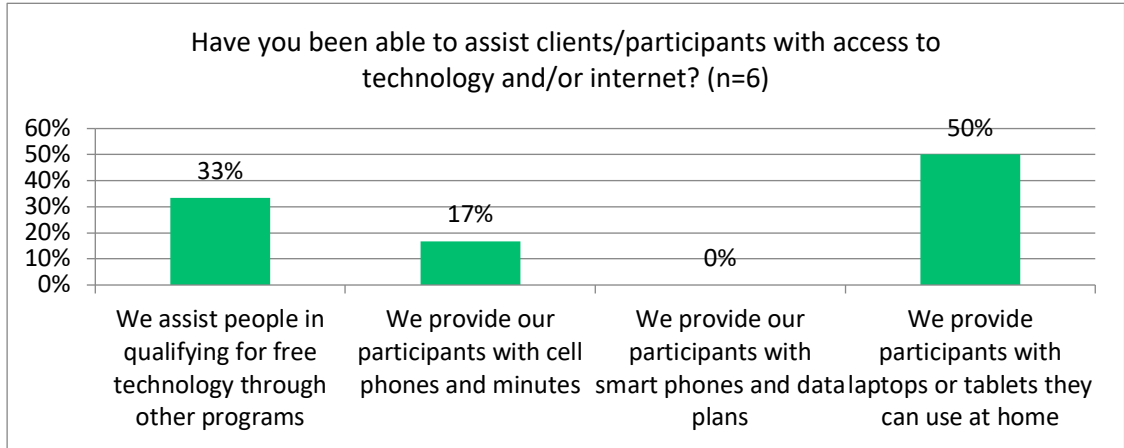 Have you been able to assist clients/participants with access to
technology and/or internet? (n=6)
60%
50%
40%
30%
20%
10%
0%
33%
17%
0%
50%
We assist people in
qualifying for free
technology through
other programs
We provide our
participants with cell
phones and minutes
We provide our
participants with
smart phones and data
plans
We provide
participants with
laptops or tablets they
can use at home